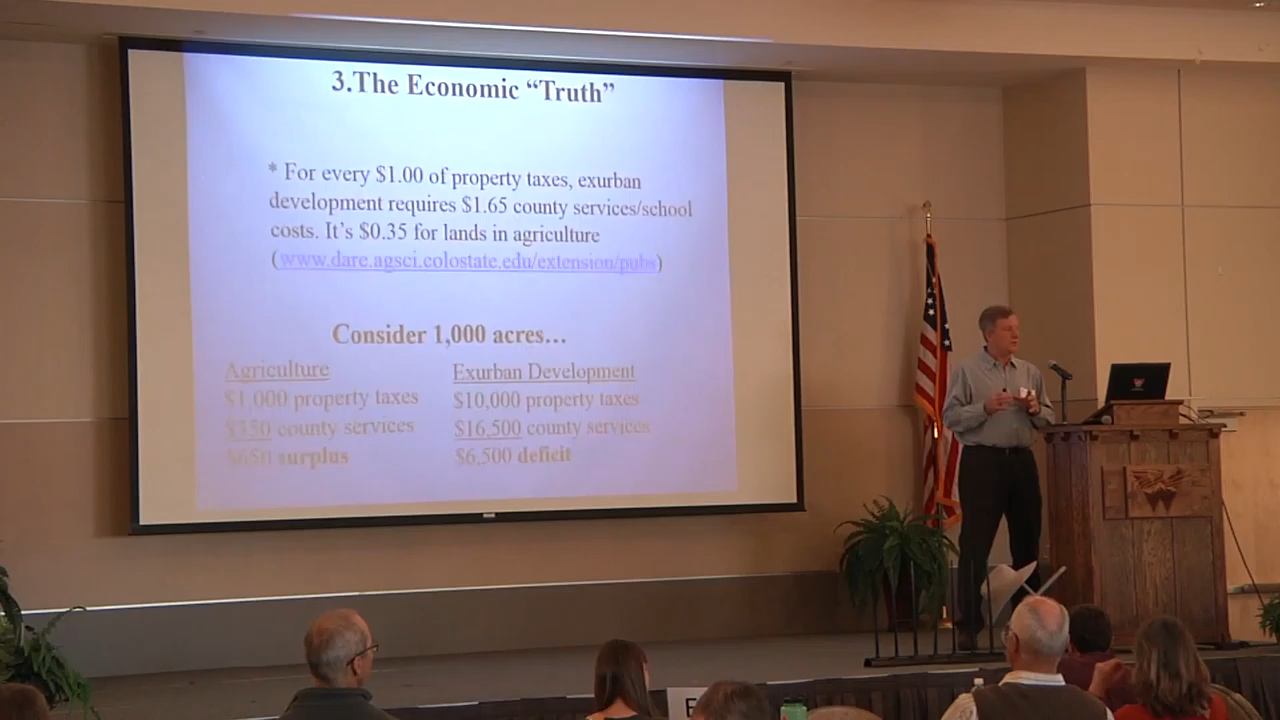 3.The Economic “Truth”
* For every $1.00 of property taxes, exurban
development requires $1.65 county services/school
costs. It’s $0.35 for lands in agriculture
(www.dare.agsci.colostate.edu/extension/pubs)
Consider 1,000 acres…
Agriculture
$1,000 property taxes
$350 county services
$650 surplus
Exurban Development
$10,000 property taxes
$16,500 county services
$6,500 deficit
E